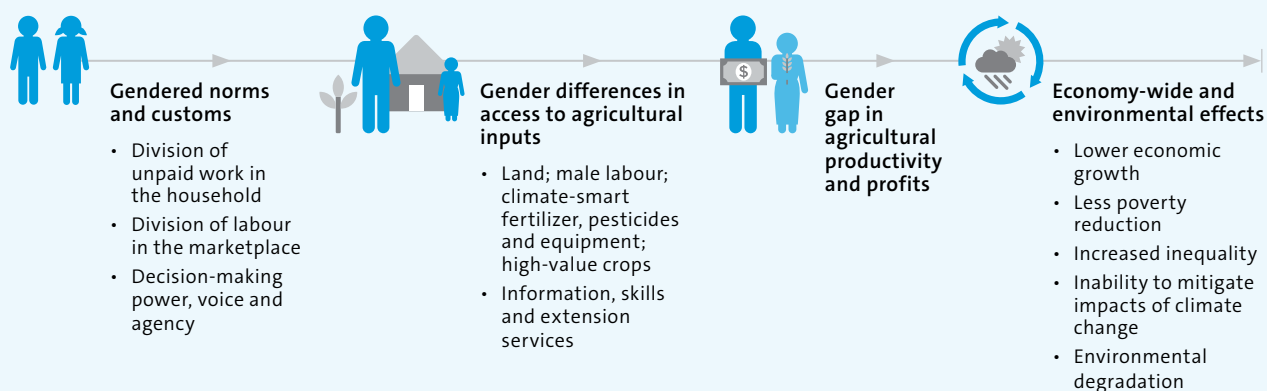 Gendered norms
and customs
• Division of
unpaid work in
the household
• Division of labour
in the marketplace
• Decision-making
power, voice and
agency
Gender differences in
access to agricultural
inputs
• Land; male labour;
climate-smart
fertilizer, pesticides
and equipment;
high-value crops
• Information, skills
and extension
services
$
Gender
gap in
agricultural
productivity
and profits
Economy-wide and
environmental effects
• Lower economic
growth
• Less poverty
reduction
• Increased inequality
• Inability to mitigate
impacts of climate
change
• Environmental
degradation